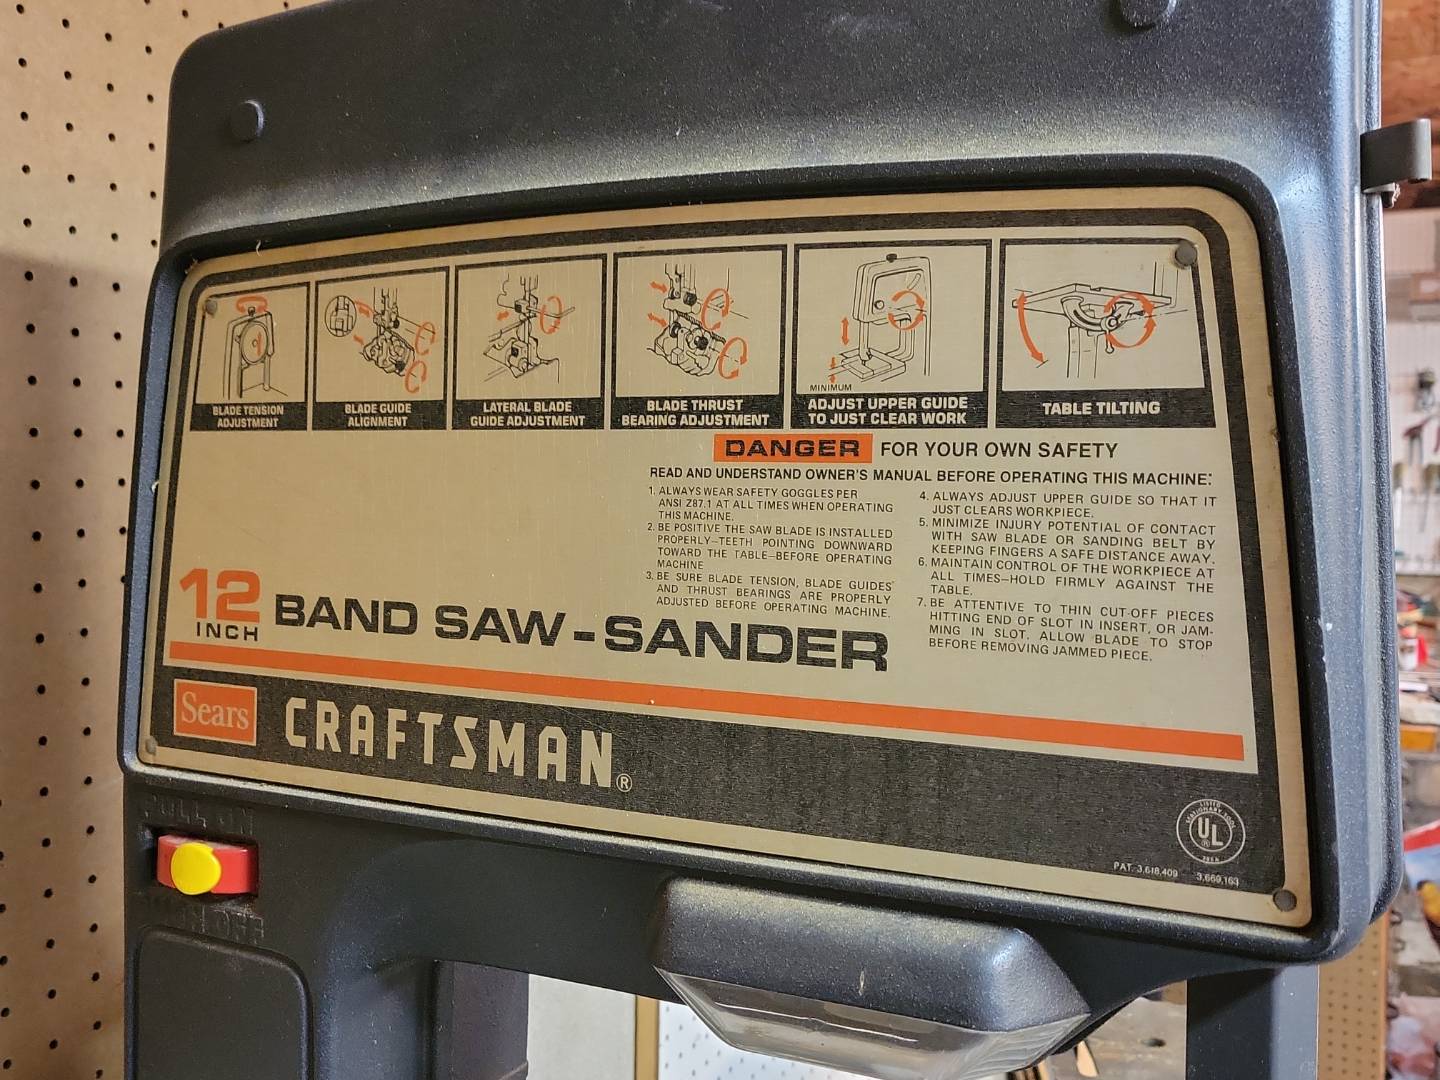 BLADE TENSION
ADJUSTMENT
BLADE GUIDE
ALIGNMENT
LATERAL BLADE
GUIDE ADJUSTMENT
BLADE THRUST
BEARING ADJUSTMENT
MINIMUM
ADJUST UPPER GUIDE
TO JUST CLEAR WORK
TABLE TILTING
DANGER FOR YOUR OWN SAFETY
READ AND UNDERSTAND OWNER'S MANUAL BEFORE OPERATING THIS MACHINE:
1. ALWAYS WEAR SAFETY GOGGLES PER
ANSI Z87.1 AT ALL TIMES WHEN OPERATING
THIS MACHINE.
2. BE POSITIVE THE SAW BLADE IS INSTALLED
PROPERLY—TEETH POINTING DOWNWARD
TOWARD THE TABLE—BEFORE OPERATING
MACHINE
3. BE SURE BLADE TENSION, BLADE GUIDES
AND THRUST BEARINGS ARE PROPERLY
ADJUSTED BEFORE OPERATING MACHINE.
4. ALWAYS ADJUST UPPER GUIDE SO THAT IT
JUST CLEARS WORKPIECE.
5. MINIMIZE INJURY POTENTIAL OF CONTACT
WITH SAW BLADE OR SANDING BELT BY
KEEPING FINGERS A SAFE DISTANCE AWAY.
6. MAINTAIN CONTROL OF THE WORKPIECE AT
ALL TIMES—HOLD FIRMLY AGAINST THE
TABLE.
7. BE ATTENTIVE TO THIN CUT-OFF PIECES
HITTING END OF SLOT IN INSERT, OR JAM-
MING IN SLOT. ALLOW BLADE TO STOP
BEFORE REMOVING JAMMED PIECE.
12
INCH
BAND SAW-SANDER
Sears
CRAFTSMAN®
LISTED
STATIONARY TOOL
UL®
PAT. 3,618,409 3,669,163
PULL ON
PUSH OFF